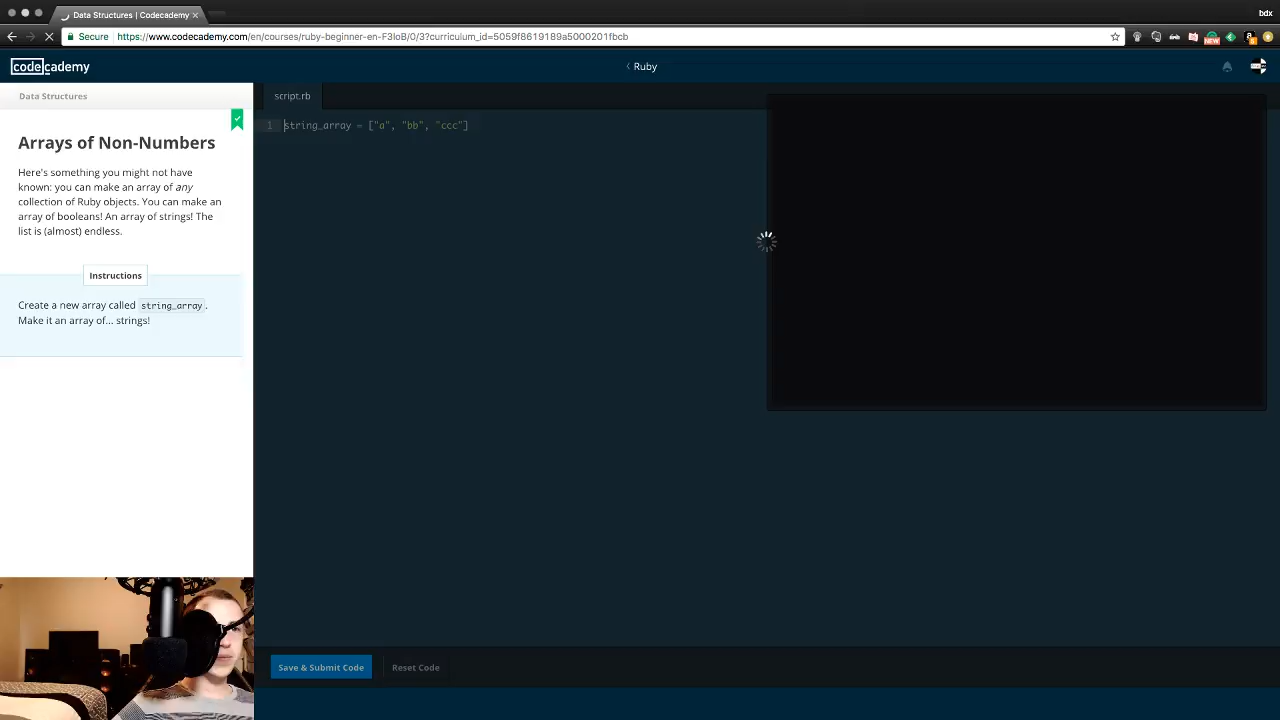 Data Structures | Codecademy
bdx
Secure https://www.codecademy.com/en/courses/ruby-beginner-en-F3loB/0/3?curriculum_id=5059f8619189a5000201fbcb
codecademy
Ruby
Data Structures
script.rb
Arrays of Non-Numbers
Here's something you might not have
known: you can make an array of any
collection of Ruby objects. You can make an
array of booleans! An array of strings! The
list is (almost) endless.
Instructions
Create a new array called string_array.
Make it an array of... strings!
1 string_array = ["a", "bb", "ccc"]
Save & Submit Code
Reset Code